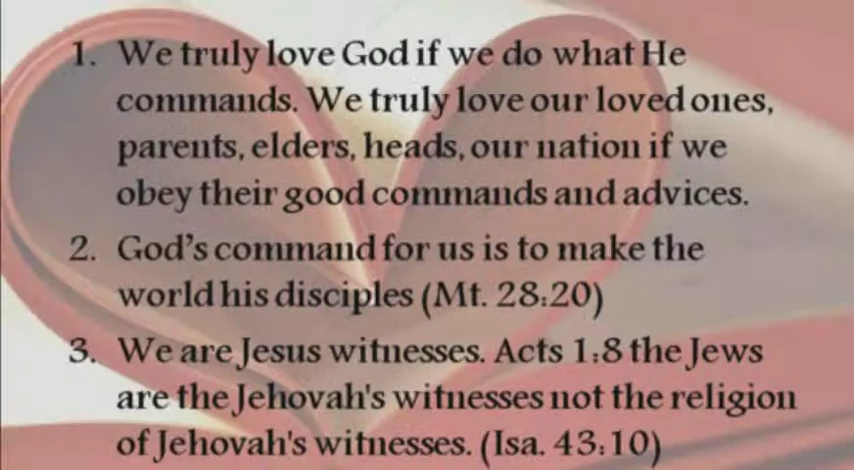 1. We truly love God if we do what He
commands. We truly love our loved ones,
parents, elders, heads, our nation if we
obey their good commands and advices.
2. God's command for us is to make the
world his disciples (Mt. 28:20)
3. We are Jesus witnesses. Acts 1:8 the Jews
are the Jehovah's witnesses not the religion
of Jehovah's witnesses. (Isa. 43:10)